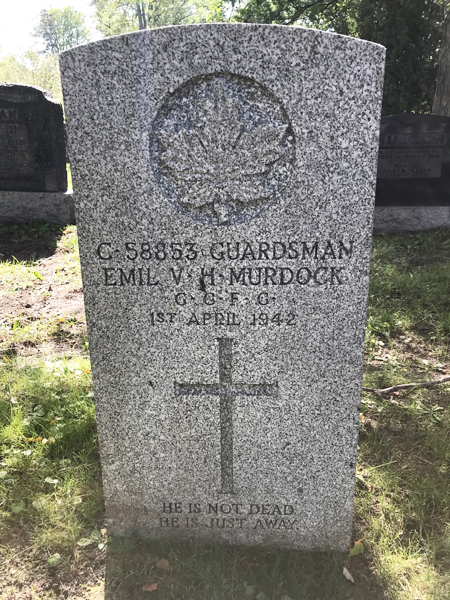 C·58853 GUARDSMAN
EMIL V·H·MURDOCK
G·G·F·G·
1ST APRIL 1942
HE IS NOT DEAD
HE IS JUST AWAY